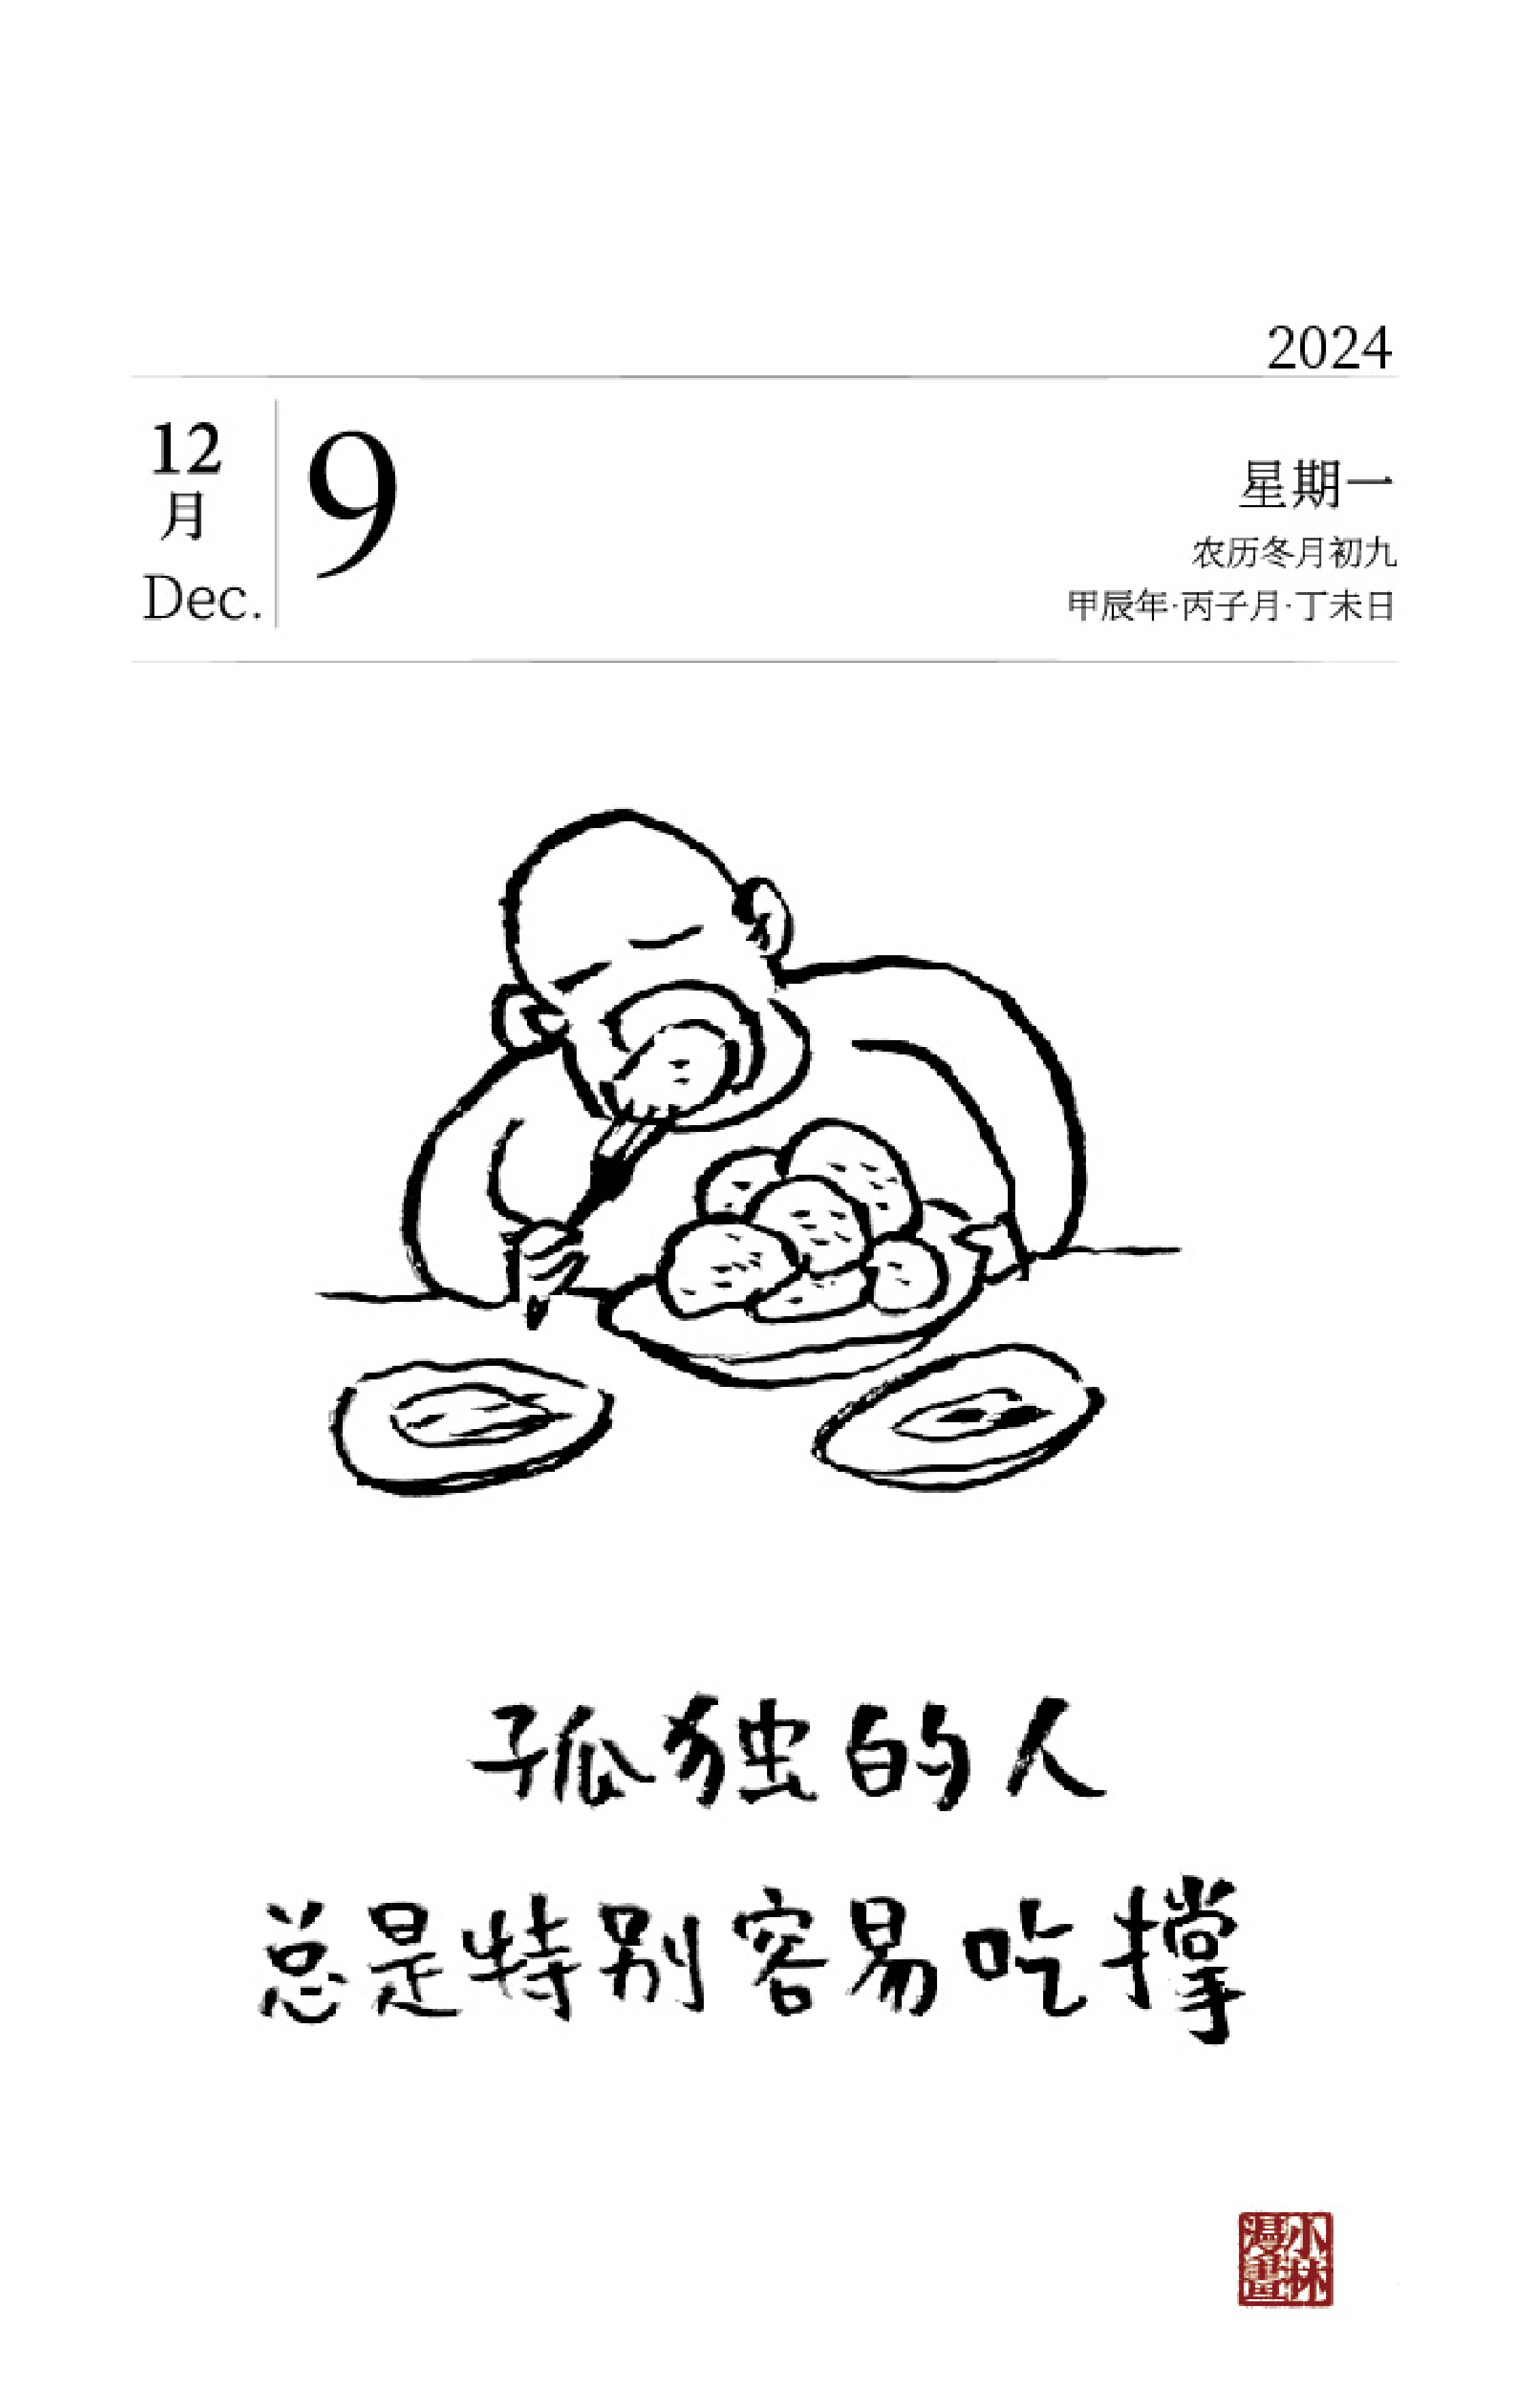 2024
12
月
Dec.
9
星期一
农历冬月初九
甲辰年·丙子月·丁未日
孤独的人
总是特别容易吃撑
小林
漫畫